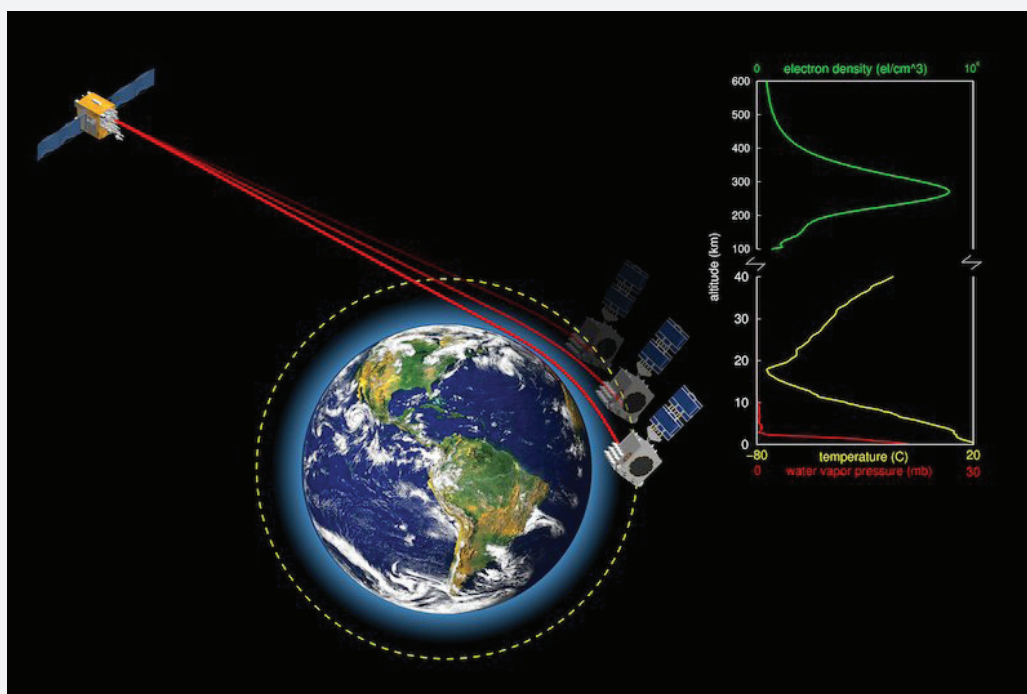 0 electron density (el/cm^3) 10⁶
600
500
400
300
200
100
altitude (km)
40
30
20
10
0
−80 temperature (C) 20
0 water vapor pressure (mb) 30